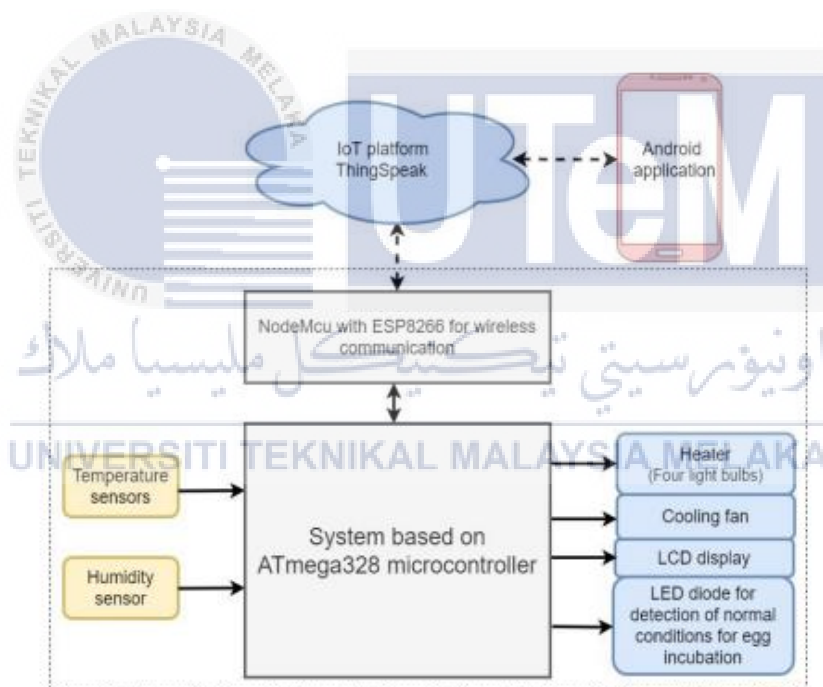 UNIVERSITI TEKNIKAL MALAYSIA MELAKA
UTeM
IoT platform
ThingSpeak
Android
application
NodeMcu with ESP8266 for wireless
communication
اونيورسيتي تيكنيكل مليسيا ملاك
UNIVERSITI TEKNIKAL MALAYSIA MELAKA
Temperature
sensors
Humidity
sensor
System based on
ATmega328 microcontroller
Heater
(Four light bulbs)
Cooling fan
LCD display
LED diode for
detection of normal
conditions for egg
incubation